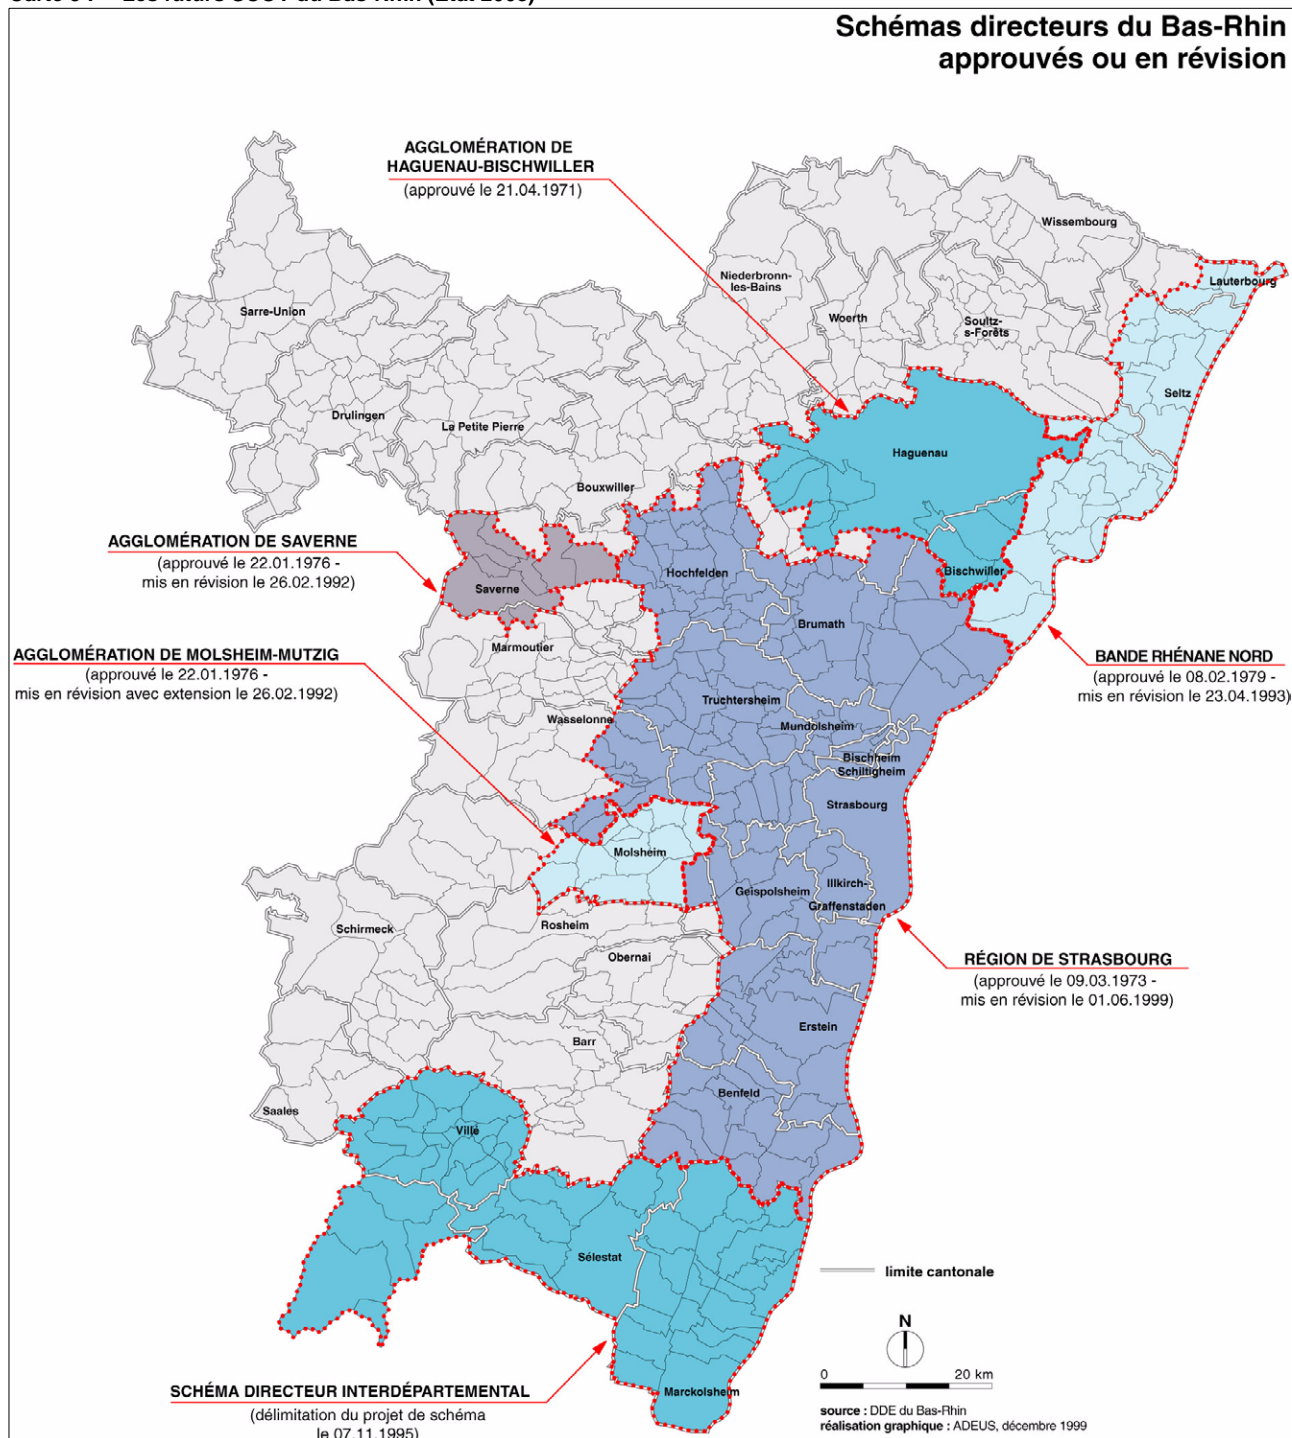 Schémas directeurs du Bas-Rhin
approuvés ou en révision
AGGLOMÉRATION DE
HAGUENAU-BISCHWILLER
(approuvé le 21.04.1971)
Wissembourg
Lauterbourg
Niederbronn-
les-Bains
Sarre-Union
Woerth
Soultz-
s-Forêts
Seltz
Drulingen
La Petite Pierre
Haguenau
Bouxwiller
AGGLOMÉRATION DE SAVERNE
(approuvé le 22.01.1976 -
mis en révision le 26.02.1992)
Hochfelden
Bischwiller
Saverne
Brumath
Marmoutier
AGGLOMÉRATION DE MOLSHEIM-MUTZIG
(approuvé le 22.01.1976 -
mis en révision avec extension le 26.02.1992)
BANDE RHÉNANE NORD
(approuvé le 08.02.1979 -
mis en révision le 23.04.1993)
Truchtersheim
Wasselonne
Mundolsheim
Bischheim
Schiltigheim
Strasbourg
Molsheim
Geispolsheim
Illkirch-
Graffenstaden
Rosheim
Schirmeck
Obernai
RÉGION DE STRASBOURG
(approuvé le 09.03.1973 -
mis en révision le 01.06.1999)
Erstein
Barr
Benfeld
Saales
Villé
Sélestat
limite cantonale
N
0 20 km
SCHÉMA DIRECTEUR INTERDÉPARTEMENTAL
(délimitation du projet de schéma
le 07.11.1995)
Marckolsheim
source : DDE du Bas-Rhin
réalisation graphique : ADEUS, décembre 1999